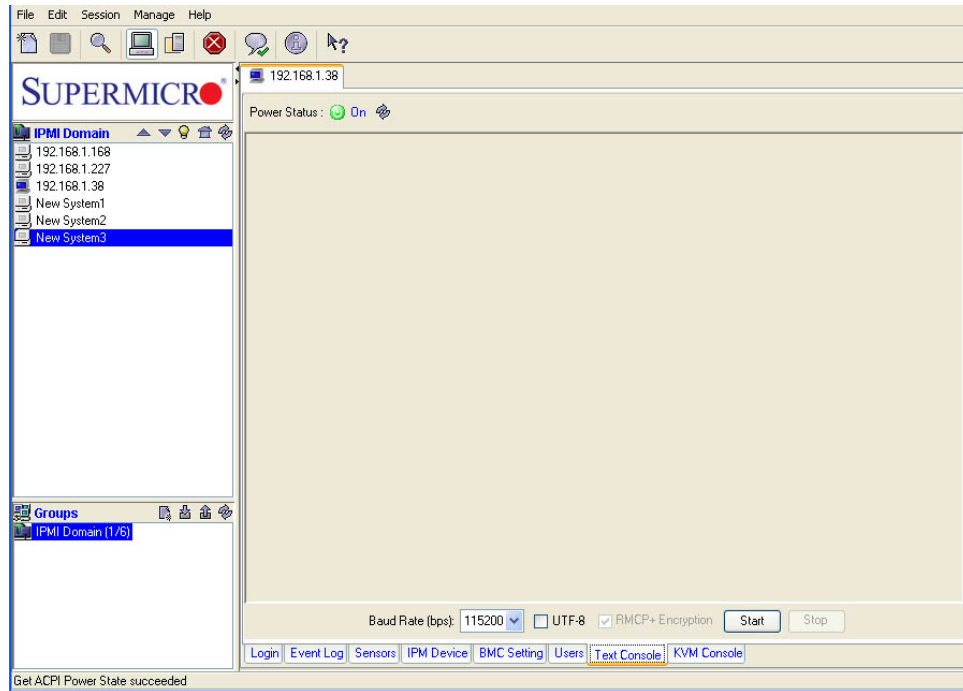 File Edit Session Manage Help
SUPERMICRO
192.168.1.38
Power Status : On
IPMI Domain
192.168.1.168
192.168.1.227
192.168.1.38
New System1
New System2
New System3
Groups
IPMI Domain (1/6)
Baud Rate (bps): 115200 UTF-8 RMCP+ Encryption Start Stop
Login Event Log Sensors IPM Device BMC Setting Users Text Console KVM Console
Get ACPI Power State succeeded